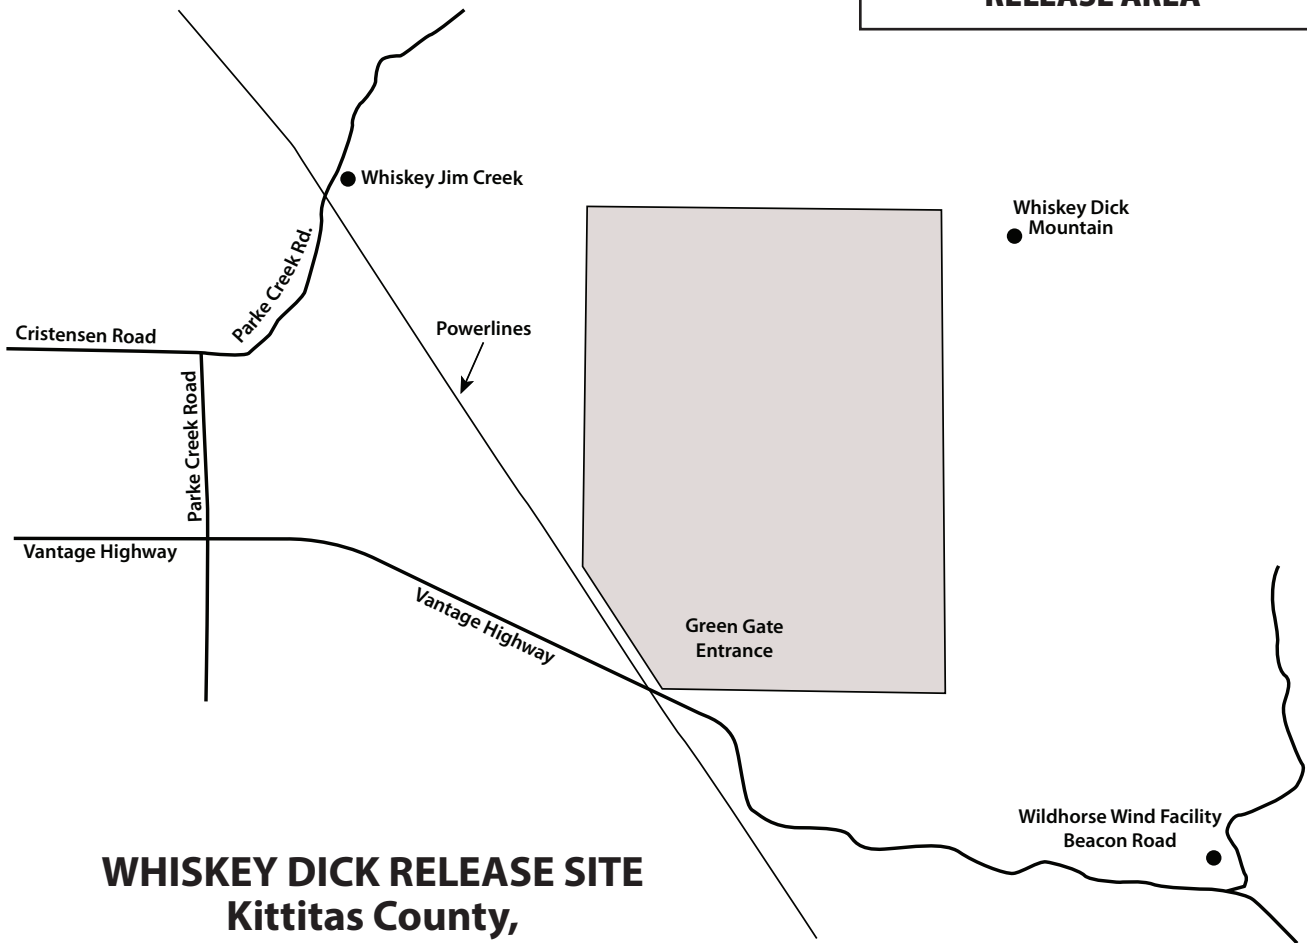 RELEASE AREA
Whiskey Jim Creek
Whiskey Dick
Mountain
Parke Creek Rd.
Cristensen Road
Powerlines
Parke Creek Road
Vantage Highway
Vantage Highway
Green Gate
Entrance
Wildhorse Wind Facility
Beacon Road
WHISKEY DICK RELEASE SITE
Kittitas County,